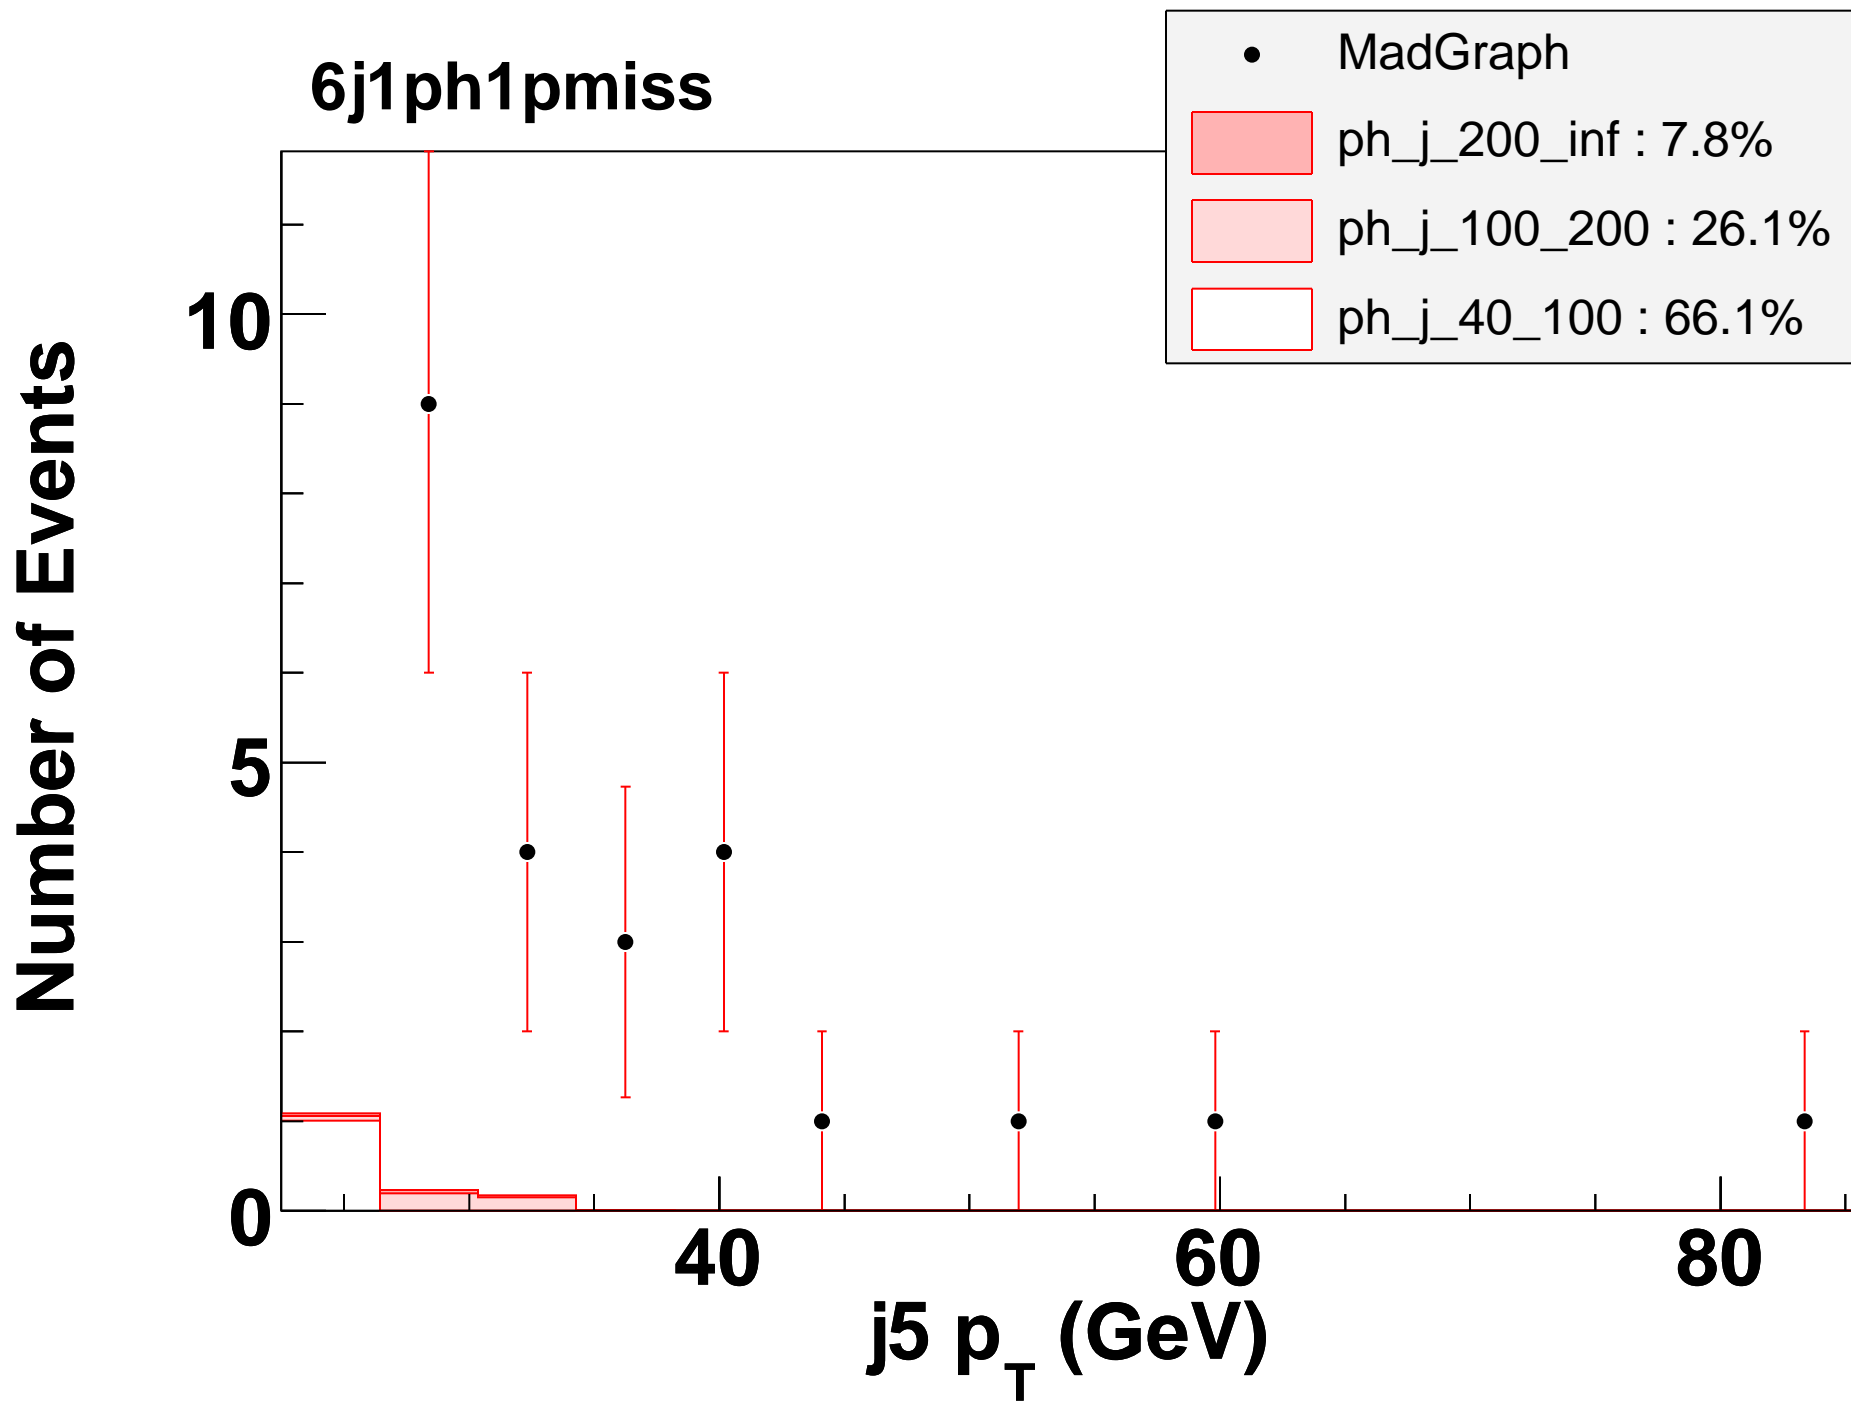 6j1ph1pmiss
MadGraph
ph_j_200_inf : 7.8%
ph_j_100_200 : 26.1%
ph_j_40_100 : 66.1%
Number of Events
10
5
0
40
60
80
j5 p_T (GeV)